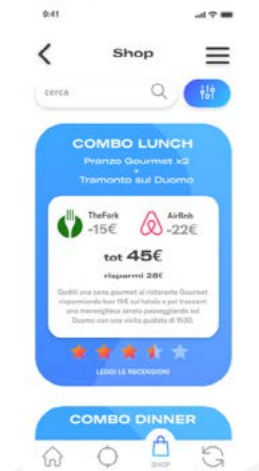 9:41
Shop
cerca
COMBO LUNCH
Pranzo Gourmet x2
+
Tramonto sul Duomo
TheFork
-15€
AirBnb
-22€
tot 45€
risparmi 28€
Goditi una cena gourmet al ristorante Gourmet
risparmiando ben 15€ sul totale e poi trascorri
una meravigliosa serata passeggiando sul
Duomo con una visita guidata di 1h30.
LEGGI LE RECENSIONI
COMBO DINNER
SHOP